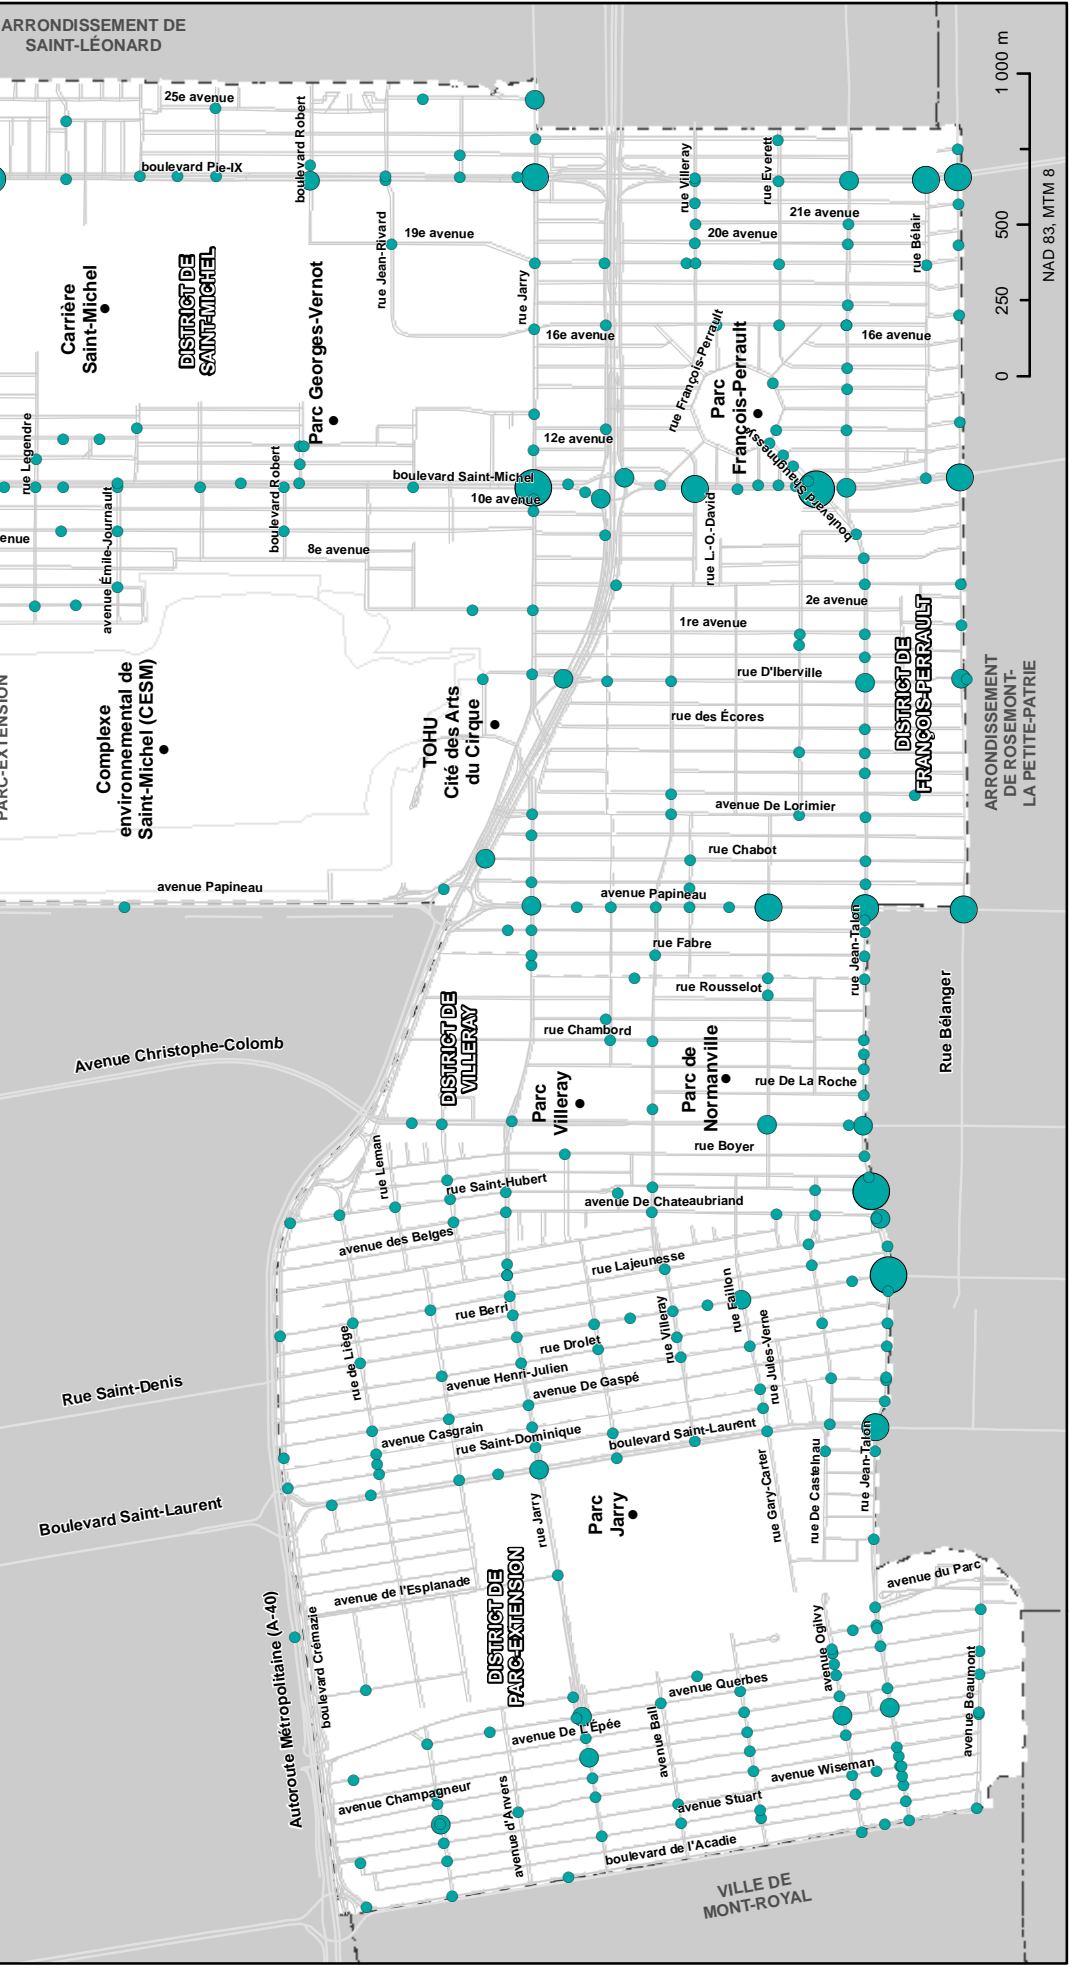 ARRONDISSEMENT DE
SAINT-LÉONARD
25e avenue
boulevard Robert
boulevard Pie-IX
rue Villeray
rue Everett
21e avenue
20e avenue
19e avenue
rue Jean-Rivard
rue Bélair
1 000 m
500
250
0
NAD 83, MTM 8
Carrière
Saint-Michel
DISTRICT DE
SAINT-MICHEL
Parc Georges-Vernot
rue Jarry
16e avenue
16e avenue
rue François-Perrault
Parc
François-Perrault
rue Legendre
12e avenue
boulevard Robert
boulevard Saint-Michel
10e avenue
boulevard Shaughnessy
rue L.-O.-David
enue
avenue Émile-Journault
8e avenue
2e avenue
1re avenue
rue D'Iberville
rue des Écores
DISTRICT DE
FRANÇOIS-PERRAULT
ARRONDISSEMENT
DE ROSEMONT-
LA PETITE-PATRIE
PARC-EXTENSION
Complexe
environnemental de
Saint-Michel (CESM)
TOHU
Cité des Arts
du Cirque
avenue De Lorimier
rue Chabot
avenue Papineau
avenue Papineau
rue Jean-Talon
rue Fabre
rue Rousselot
Rue Bélanger
DISTRICT DE
VILLERAY
rue Chambord
Avenue Christophe-Colomb
Parc
Villeray
Parc de
Normanville
rue De La Roche
rue Boyer
rue Leman
rue Saint-Hubert
avenue De Chateaubriand
avenue des Belges
rue Lajeunesse
rue Berri
rue Villeray
rue Faillon
rue de Liège
rue Drolet
rue Jules-Verne
avenue Henri-Julien
avenue De Gaspé
Rue Saint-Denis
avenue Casgrain
rue Saint-Dominique
boulevard Saint-Laurent
rue Gary-Carter
rue De Castelnau
rue Jean-Talon
Boulevard Saint-Laurent
rue Jarry
Parc
Jarry
avenue de l'Esplanade
DISTRICT DE
PARC-EXTENSION
avenue du Parc
Autoroute Métropolitaine (A-40)
boulevard Crémazie
avenue Ogilvy
avenue Querbes
avenue Beaumont
avenue De L'Épée
avenue Ball
avenue Wiseman
avenue Champagneur
avenue d'Anvers
avenue Stuart
boulevard de l'Acadie
VILLE DE
MONT-ROYAL